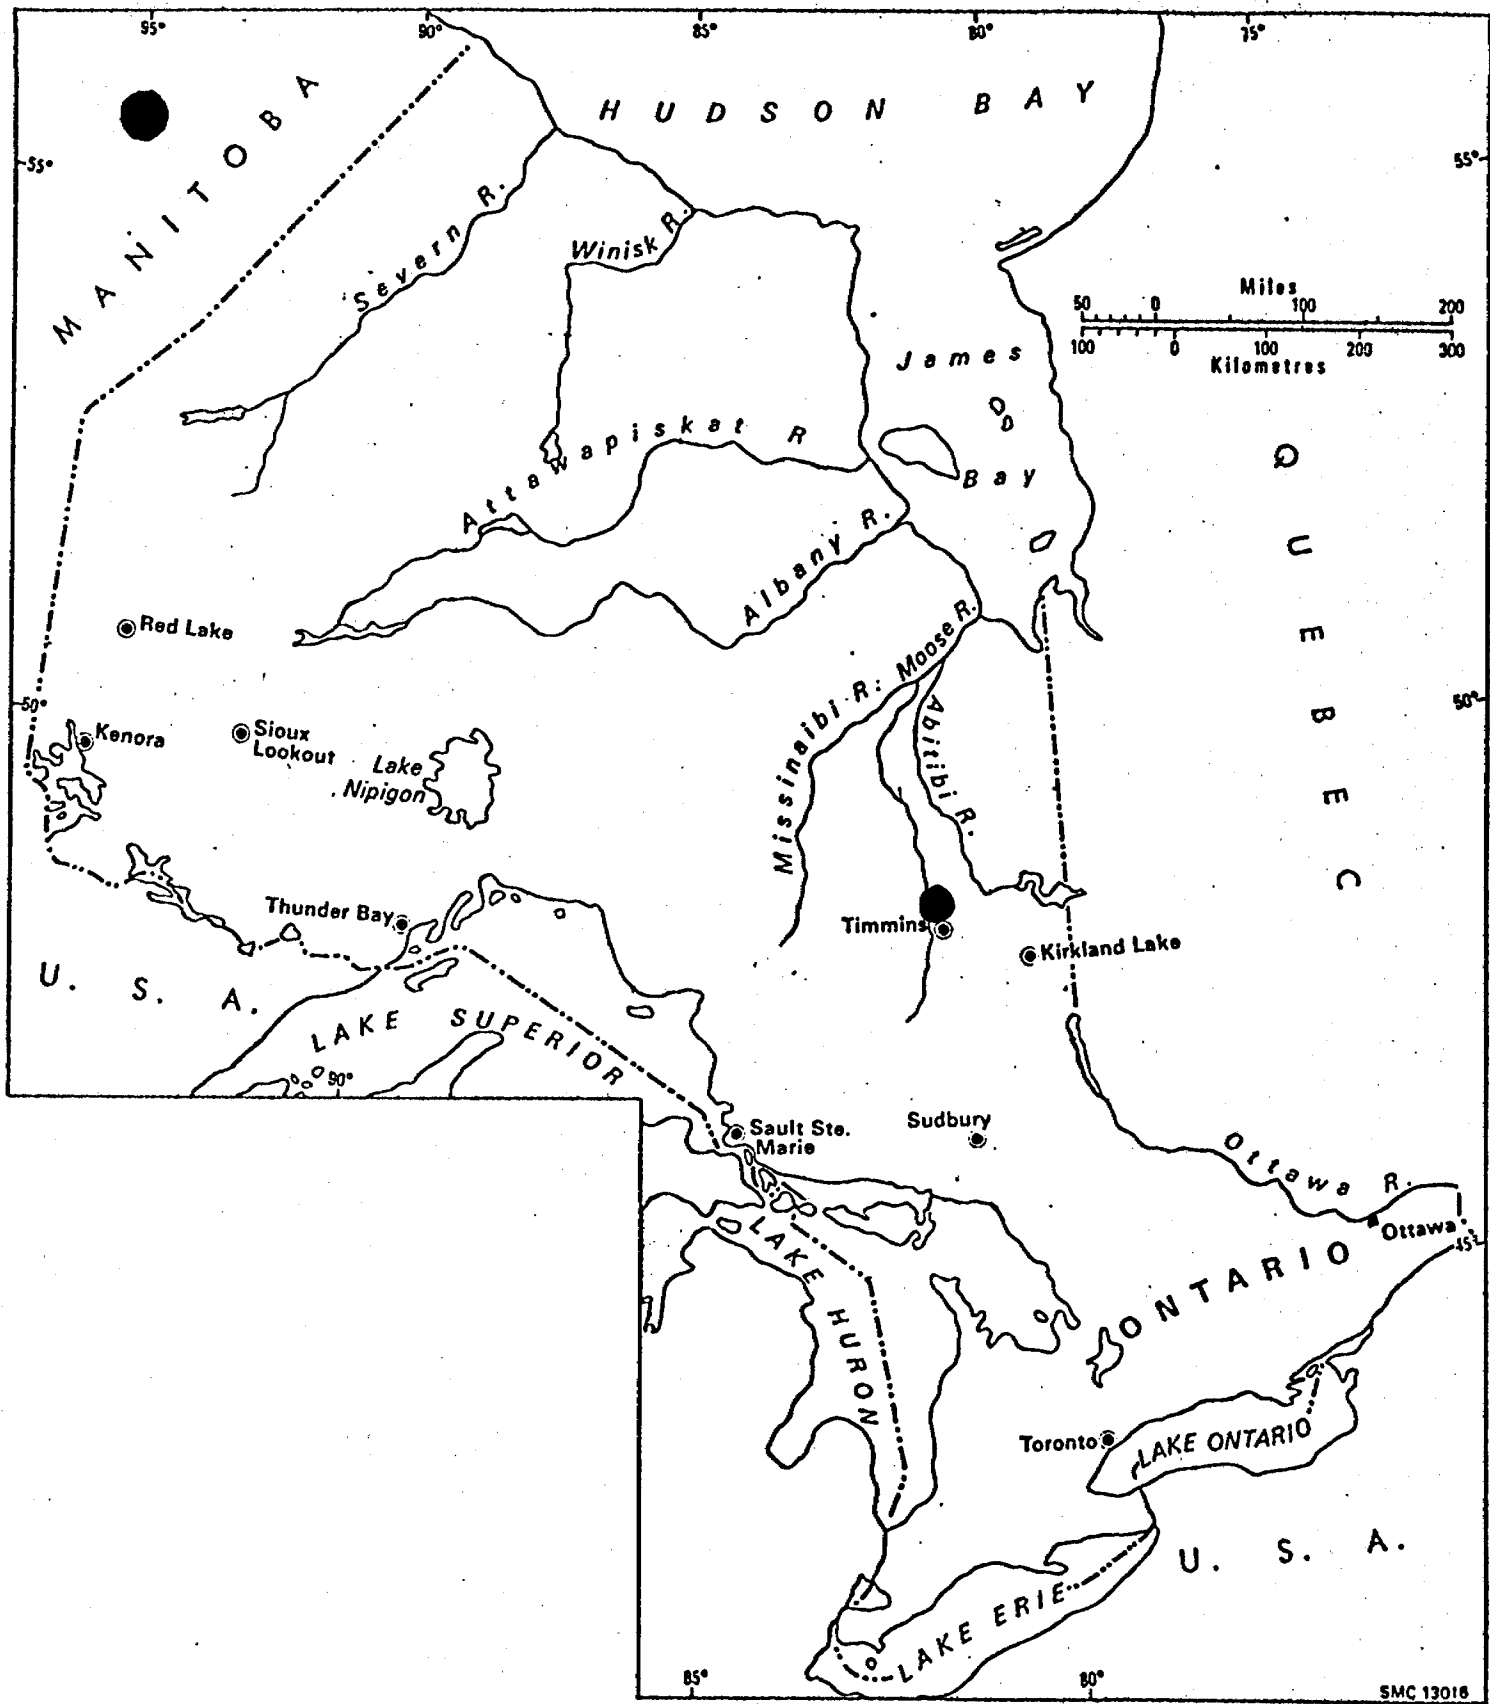 95° 90° 85° 80° 75°
HUDSON BAY
MANITOBA
55° 55°
Severn R.
Winisk R.
Miles
50 0 100 200
100 0 100 200 300
Kilometres
James
Bay
Attawapiskat R
Albany R.
QUEBEC
Red Lake
Moose R.
Missinaibi R.
Abitibi R.
50° 50°
Kenora
Sioux
Lookout
Lake
Nipigon
Thunder Bay
Timmins
Kirkland Lake
U. S. A.
LAKE SUPERIOR
90°
Sault Ste.
Marie
Sudbury
Ottawa R.
Ottawa
45°
LAKE HURON
ONTARIO
Toronto
LAKE ONTARIO
U. S. A.
LAKE ERIE
85° 80°
SMC 13016